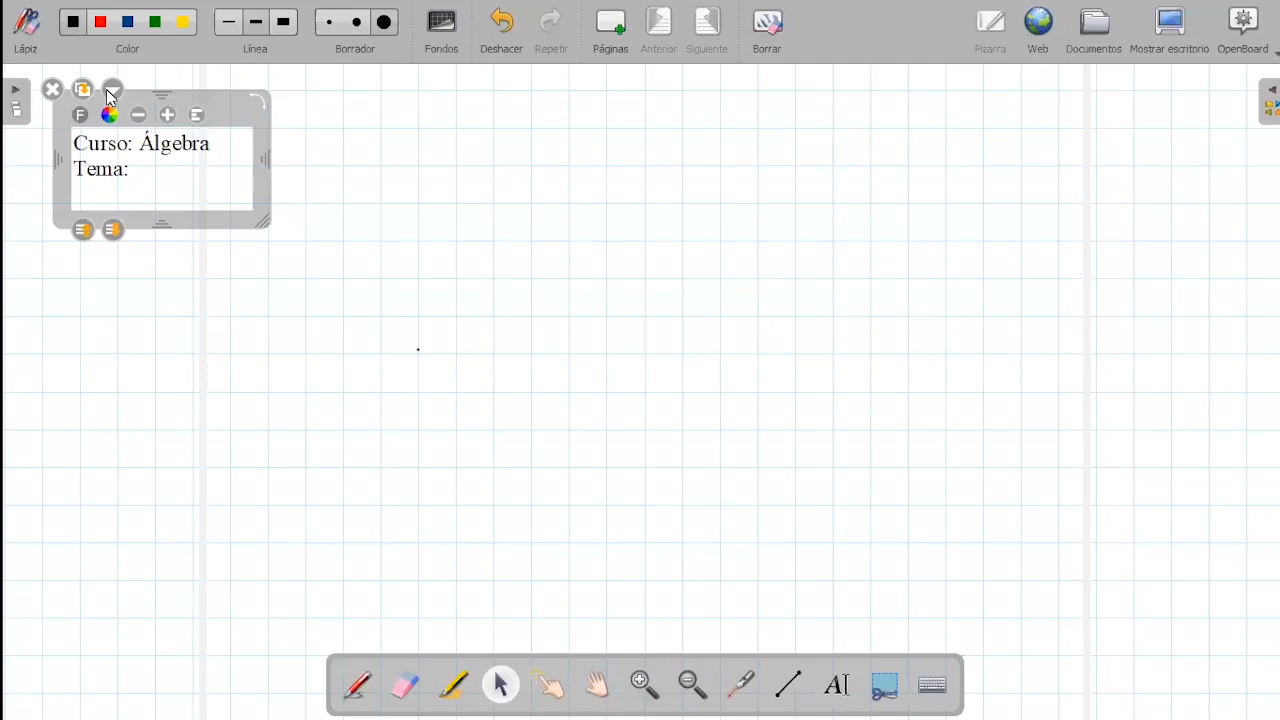 Lápiz
Color
Línea
Borrador
Fondos
Deshacer
Repetir
Páginas
Anterior
Siguiente
Borrar
Pizarra
Web
Documentos
Mostrar escritorio
OpenBoard
F
Curso: Álgebra
Tema:
AI